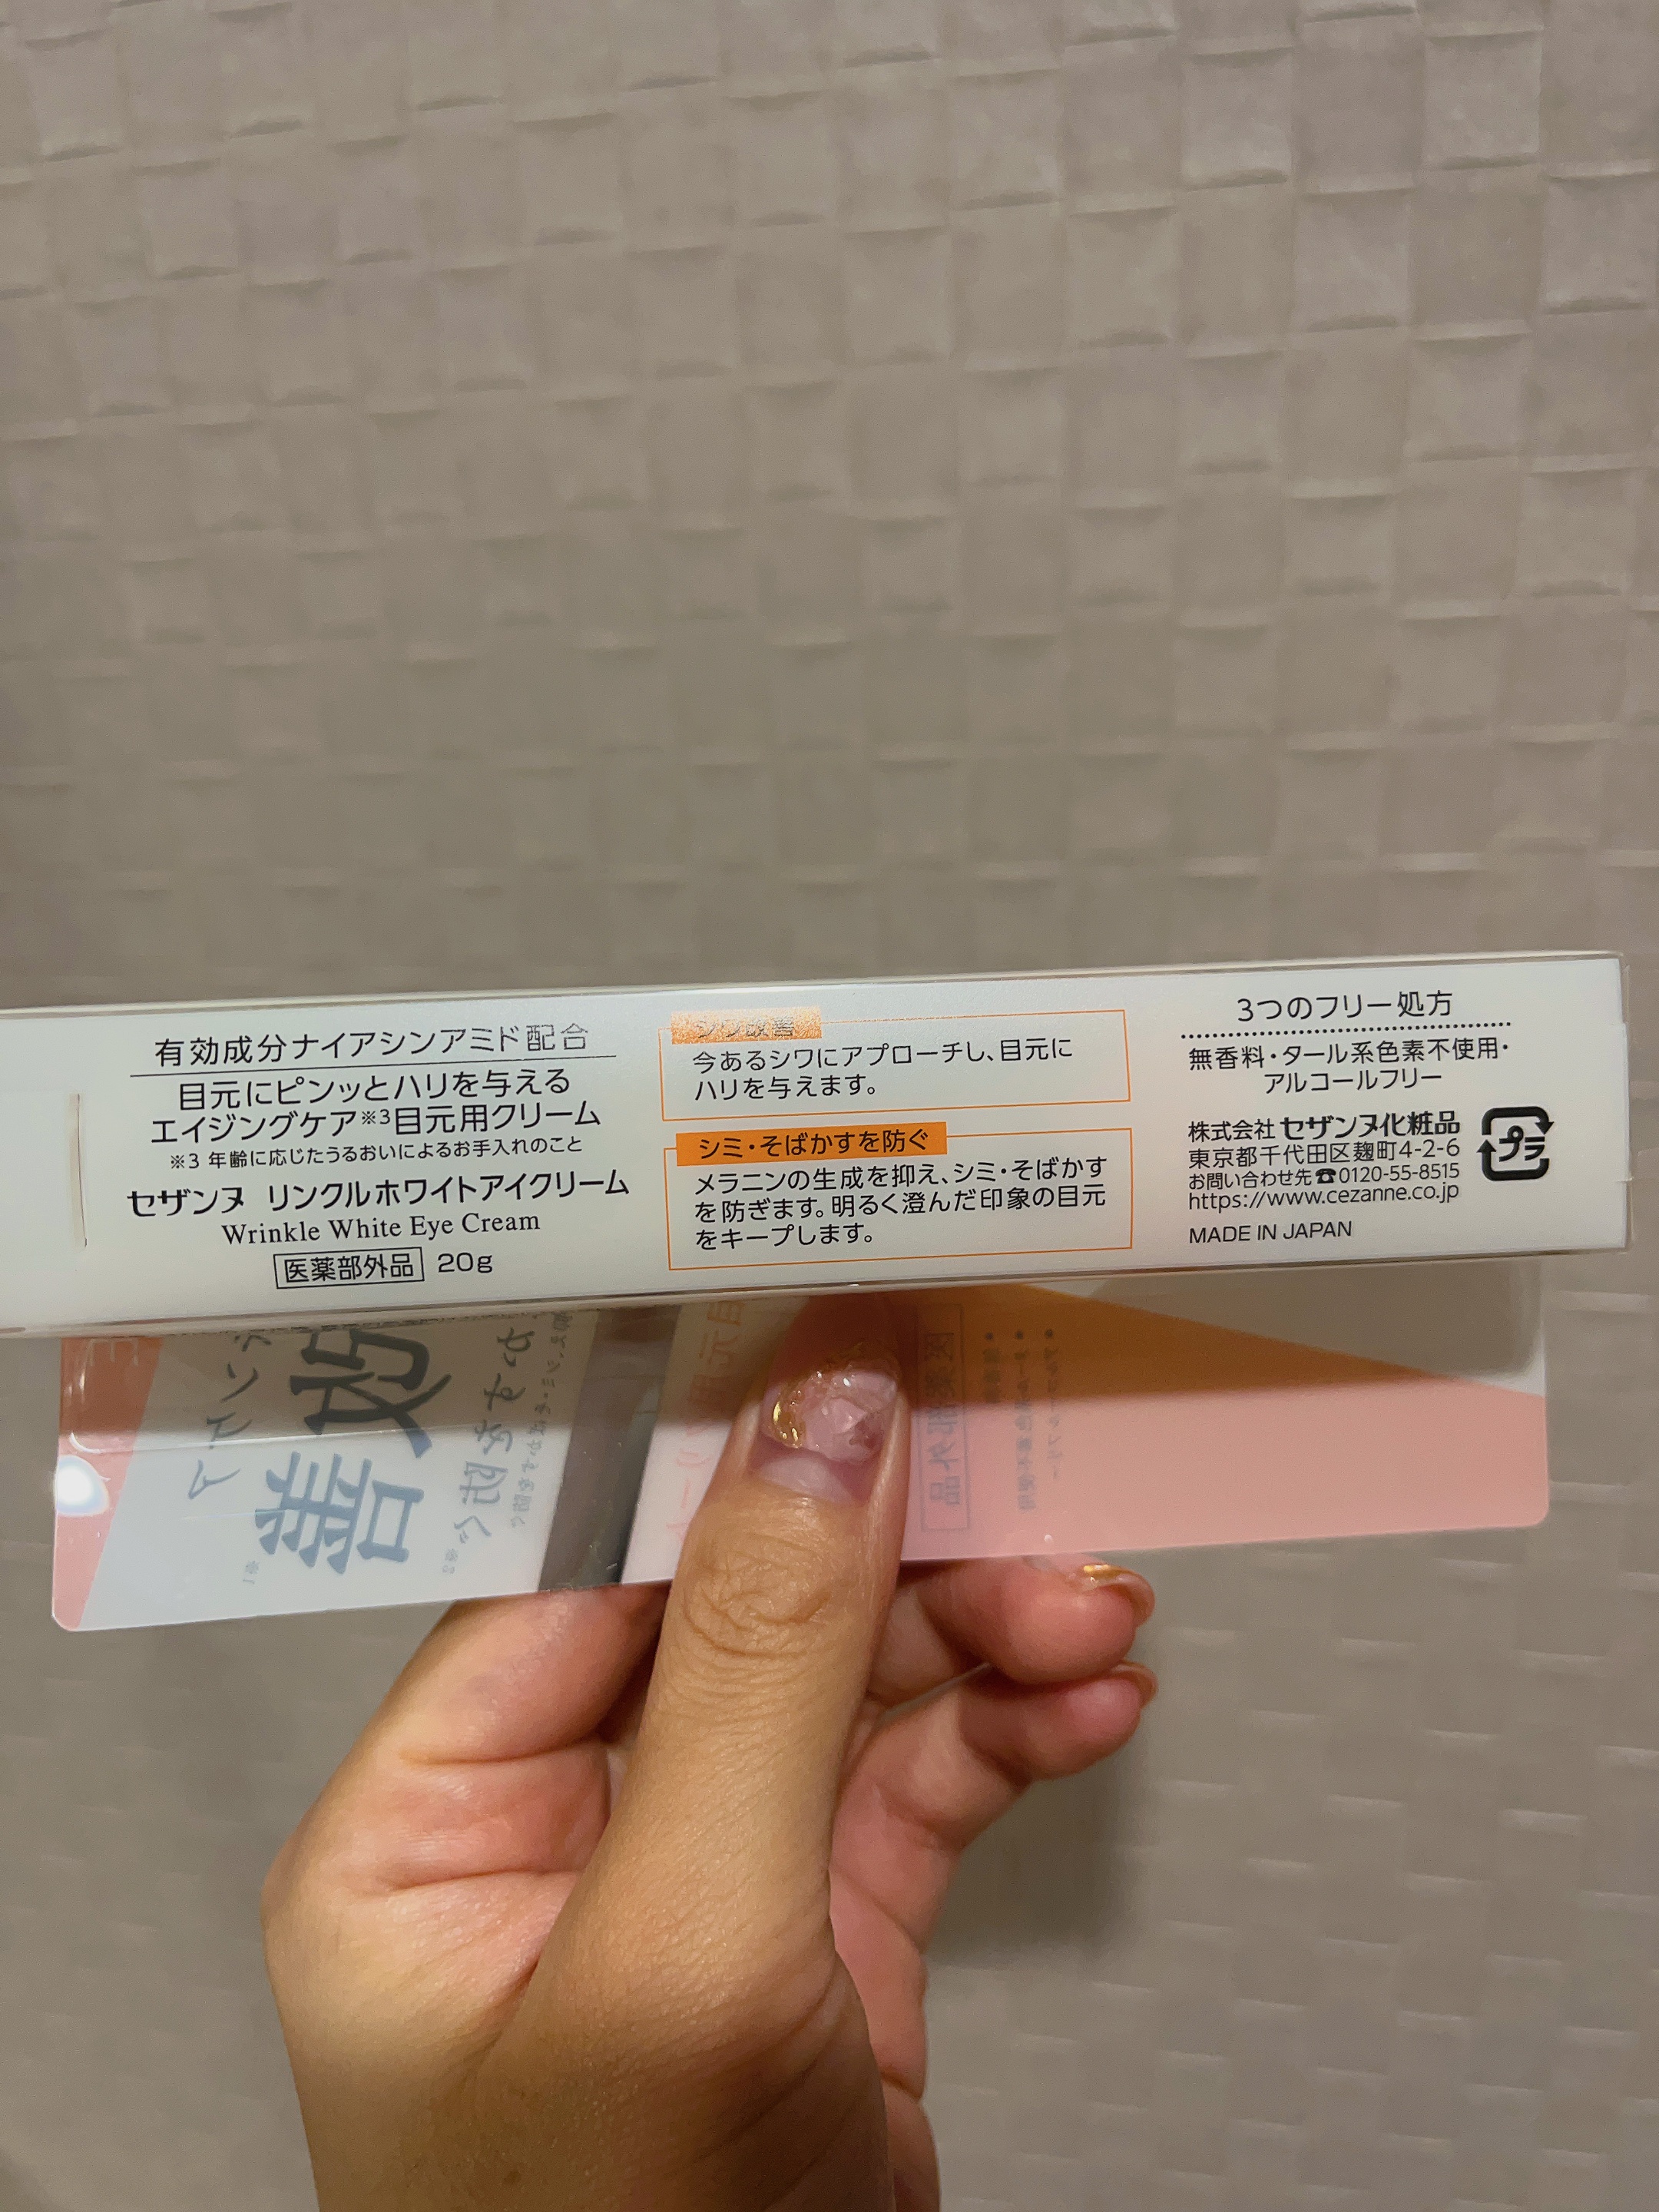 有効成分ナイアシンアミド配合
目元にピンッとハリを与える
エイジングケア※3目元用クリーム
※3 年齢に応じたうるおいによるお手入れのこと
セザンヌ リンクルホワイトアイクリーム
Wrinkle White Eye Cream
医薬部外品 20g
シワ改善
今あるシワにアプローチし、目元に
ハリを与えます。
シミ・そばかすを防ぐ
メラニンの生成を抑え、シミ・そばかす
を防ぎます。明るく澄んだ印象の目元
をキープします。
3つのフリー処方
無香料・タール系色素不使用・
アルコールフリー
株式会社 セザンヌ化粧品
東京都千代田区麹町4-2-6
お問い合わせ先☎0120-55-8515
https://www.cezanne.co.jp
MADE IN JAPAN
プラ
医薬部外品